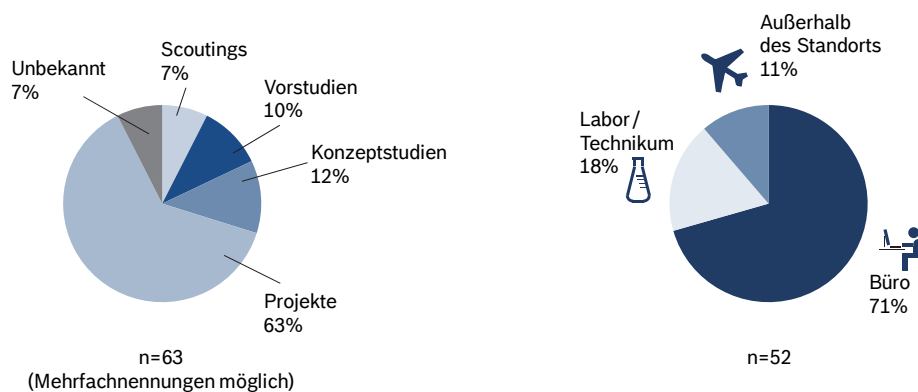 Scoutings
7%
Unbekannt
7%
Vorstudien
10%
Konzeptstudien
12%
Projekte
63%
n=63
(Mehrfachnennungen möglich)
Außerhalb
des Standorts
11%
Labor/
Technikum
18%
Büro
71%
n=52